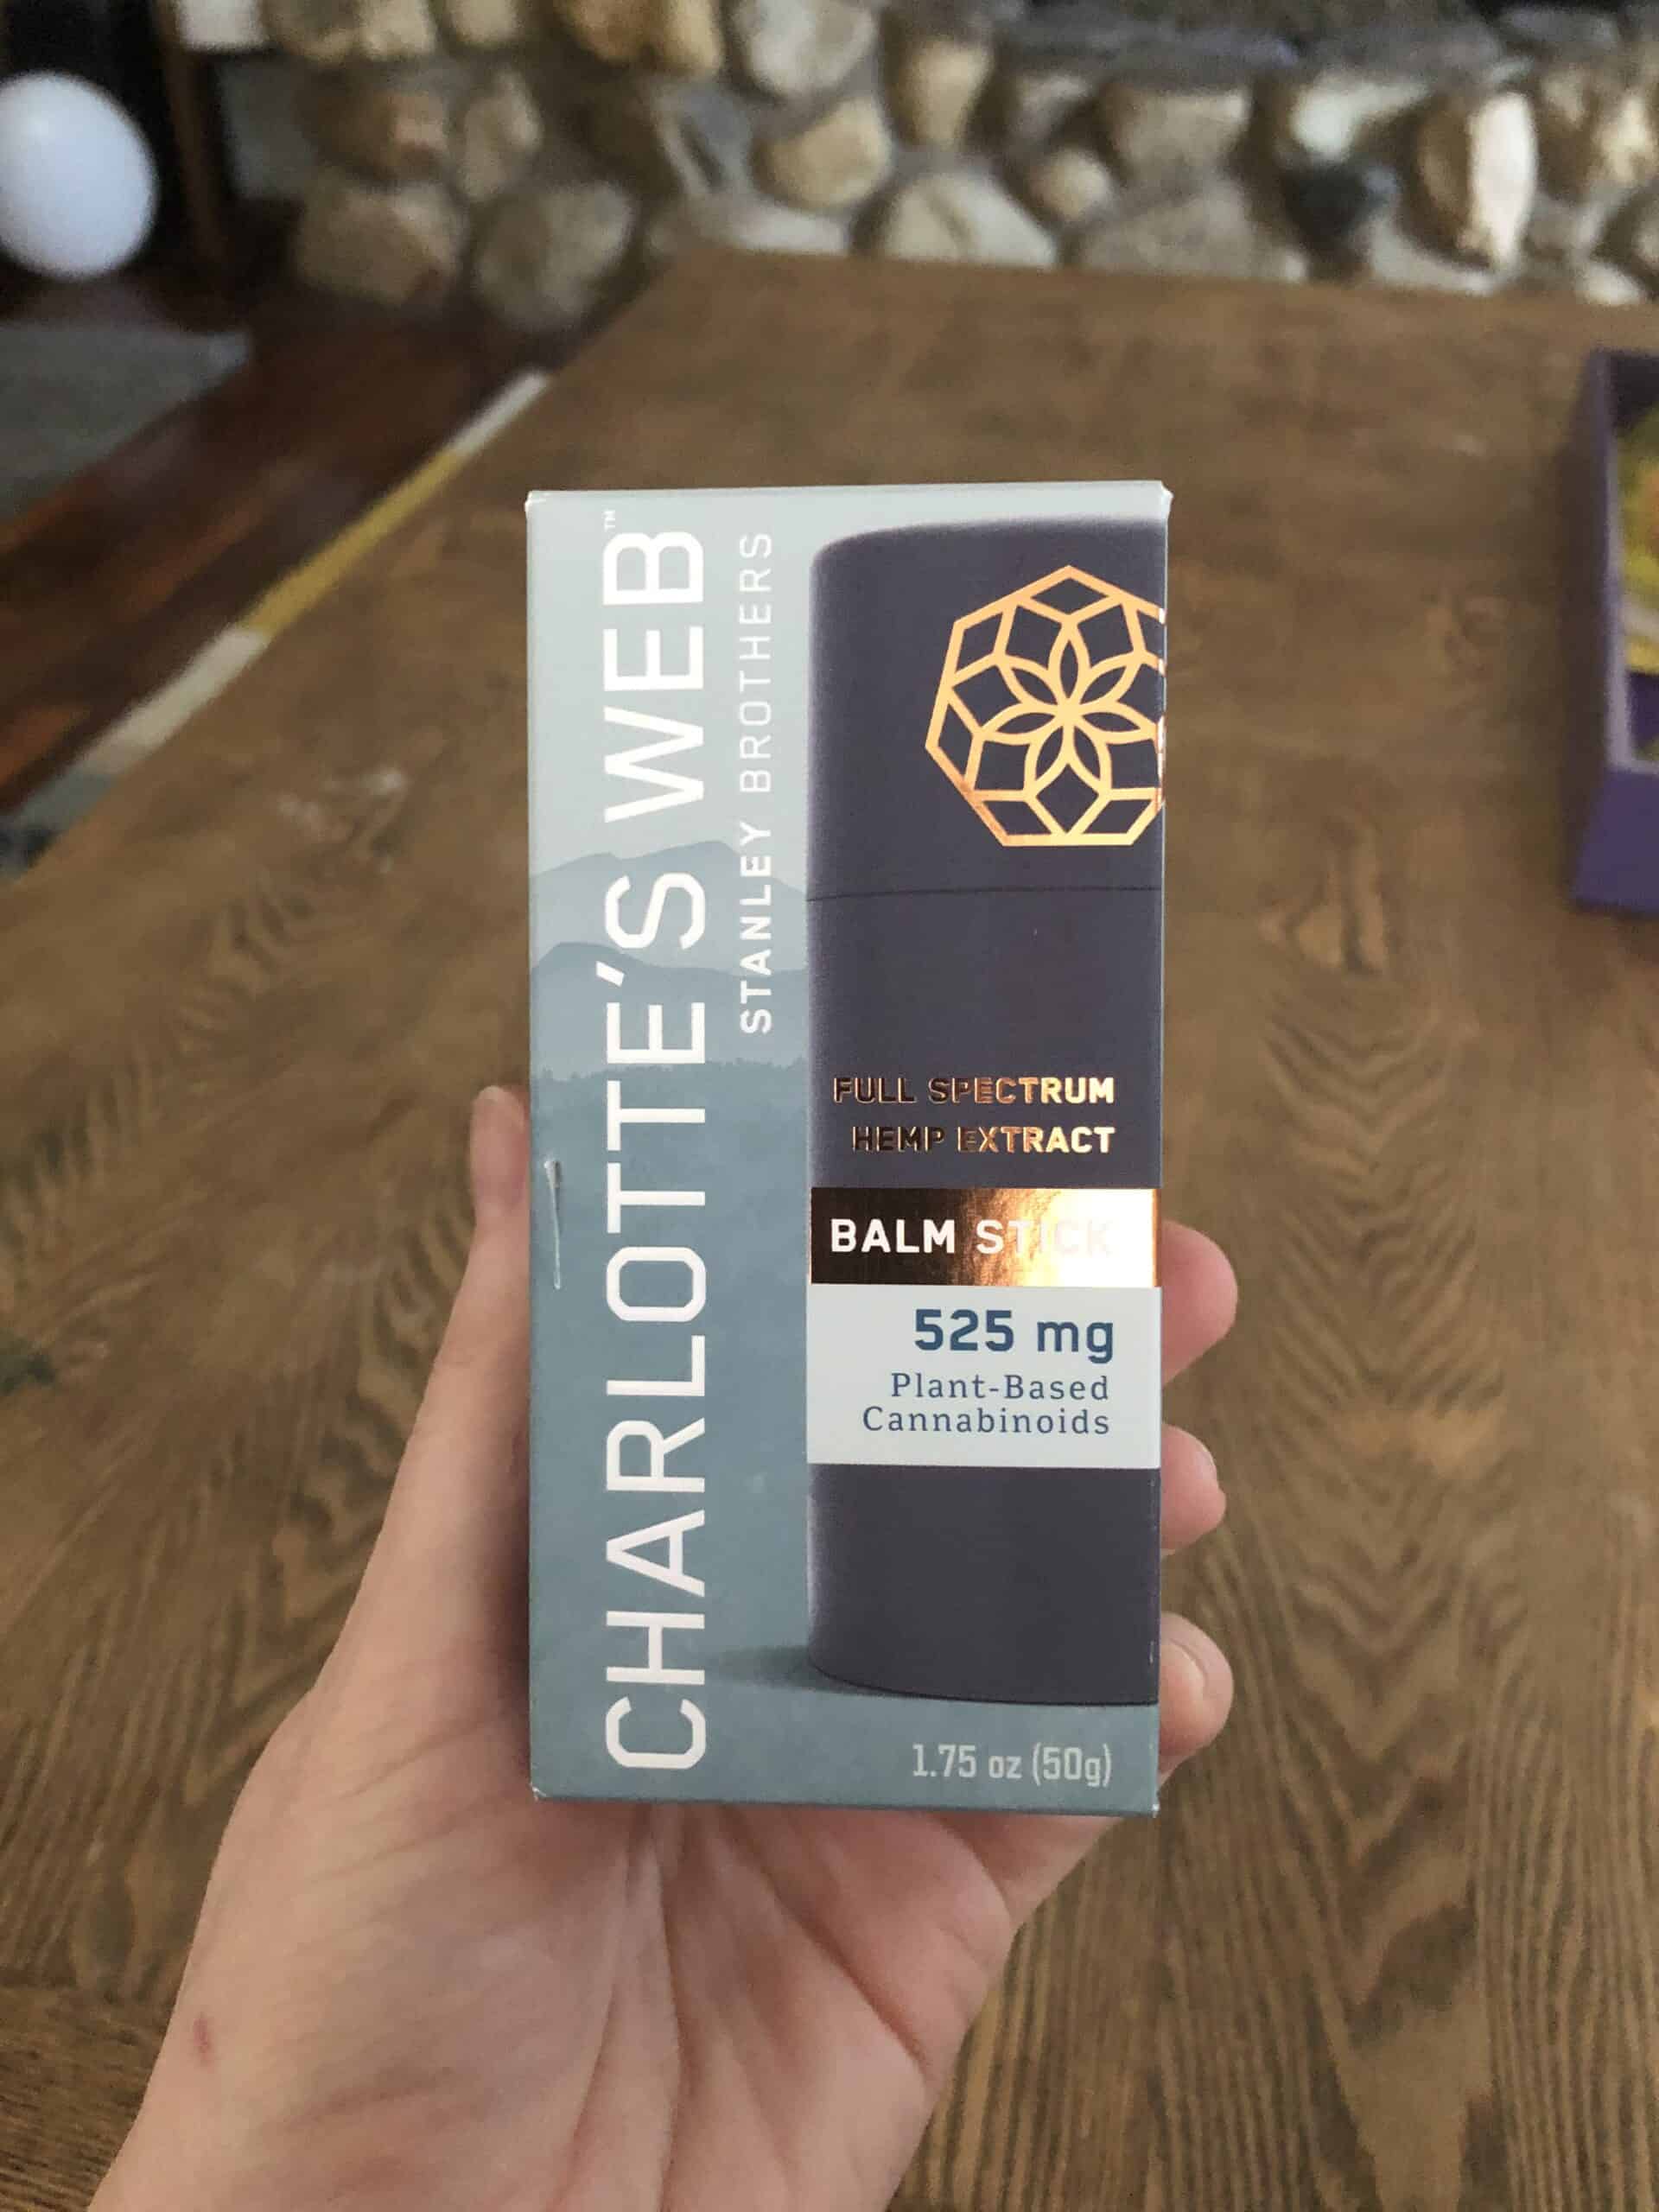 CHARLOTTE'S WEB™
STANLEY BROTHERS
FULL SPECTRUM
HEMP EXTRACT
BALM STICK
525 mg
Plant-Based
Cannabinoids
1.75 oz (50g)